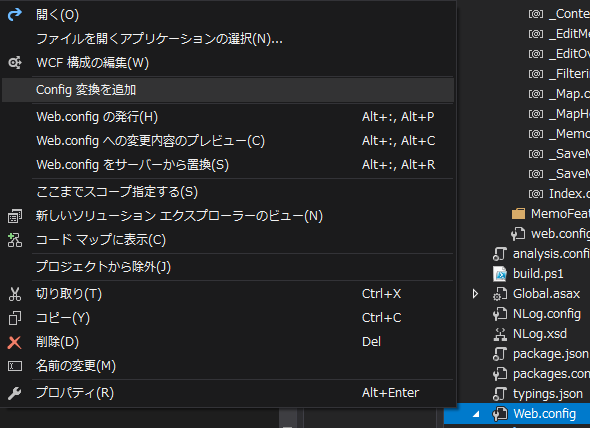 開く(O)
ファイルを開くアプリケーションの選択(N)...
WCF 構成の編集(W)
Config 変換を追加
Web.config の発行(H) Alt+:, Alt+P
Web.config への変更内容のプレビュー(C) Alt+:, Alt+C
Web.config をサーバーから置換(S) Alt+:, Alt+R
ここまでスコープ指定する(S)
新しいソリューション エクスプローラーのビュー(N)
コード マップに表示(C)
プロジェクトから除外(J)
切り取り(T) Ctrl+X
コピー(Y) Ctrl+C
削除(D) Del
名前の変更(M)
プロパティ(R) Alt+Enter
_Conte
_EditMe
_EditOv
_Filterin
_Map.c
_MapHe
_Memo
_SaveM
_SaveM
Index.c
MemoFeat
web.config
analysis.confi
build.ps1
Global.asax
NLog.config
NLog.xsd
package.json
packages.con
typings.json
Web.config